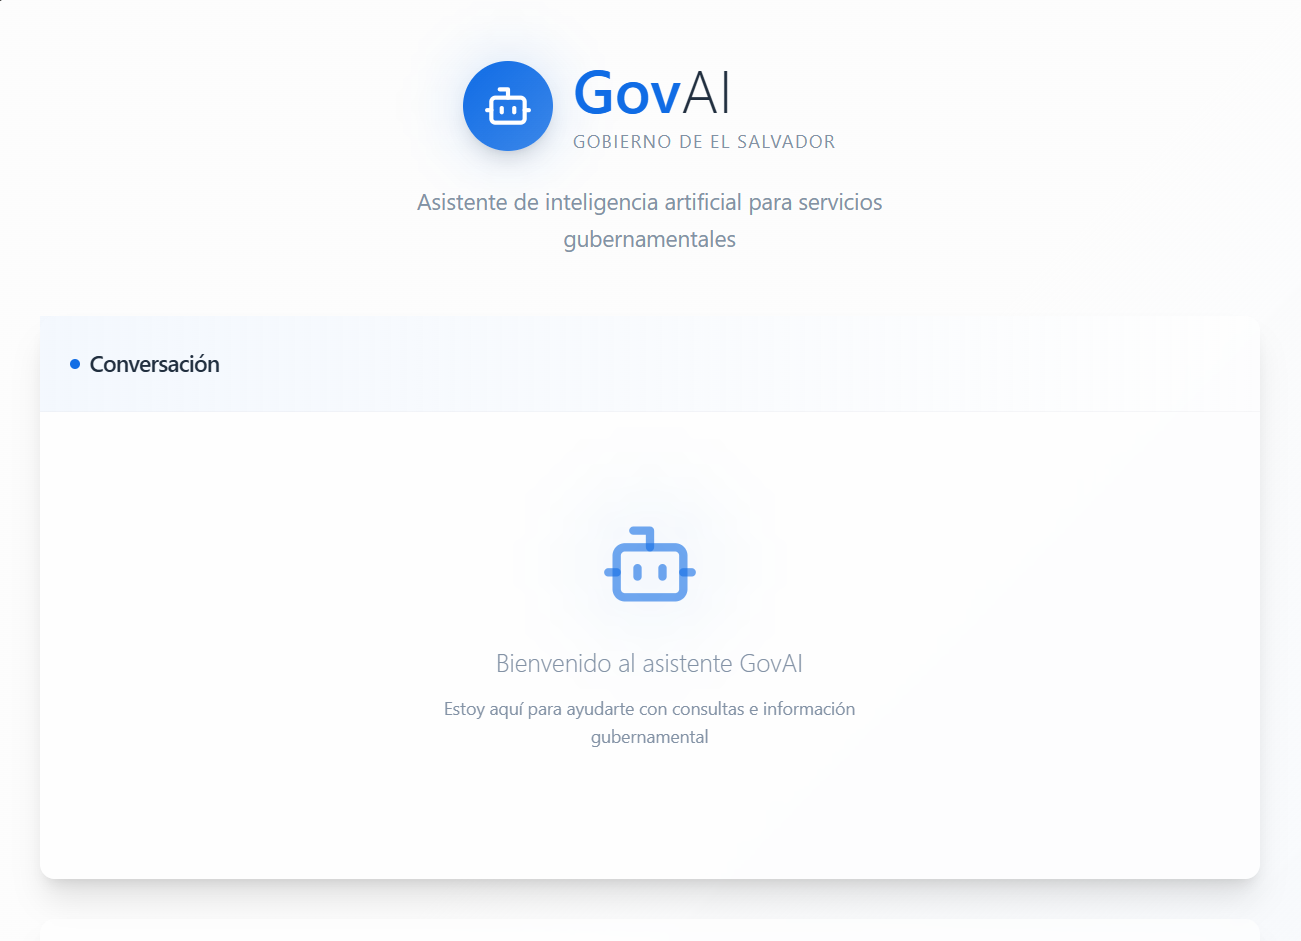 GovAI
GOBIERNO DE EL SALVADOR
Asistente de inteligencia artificial para servicios
gubernamentales
Conversación
Bienvenido al asistente GovAI
Estoy aquí para ayudarte con consultas e información
gubernamental